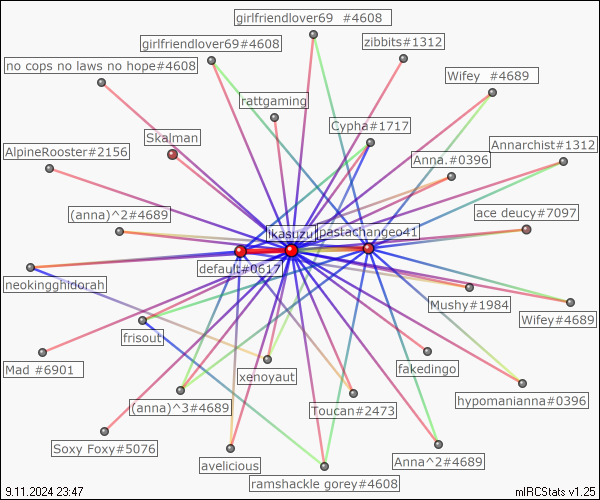 girlfriendlover69  #4608
girlfriendlover69#4608
zibbits#1312
no cops no laws no hope#4608
Wifey  #4689
rattgaming
Cypha#1717
Skalman
AlpineRooster#2156
Annarchist#1312
Anna.#0396
(anna)^2#4689
ace deucy#7097
ikasuzu
pastachangeo41
default#0617
neokingghidorah
Mushy#1984
Wifey#4689
frisout
Mad #6901
xenoyaut
fakedingo
(anna)^3#4689
Toucan#2473
hypomanianna#0396
Soxy Foxy#5076
avelicious
Anna^2#4689
ramshackle gorey#4608
9.11.2024 23:47
mIRCStats v1.25